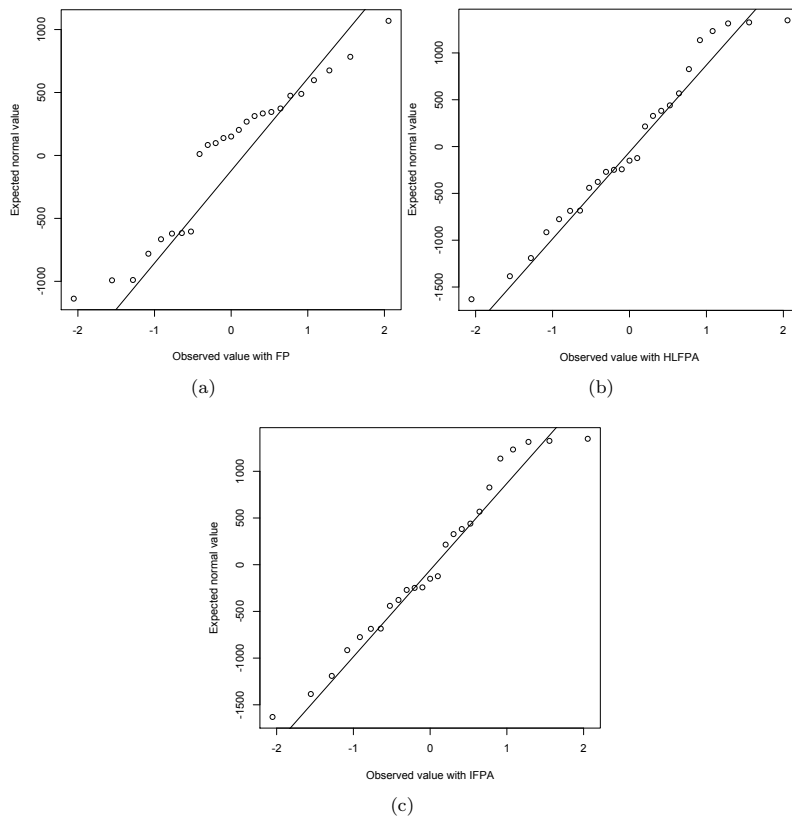 1000
500
0
-500
-1000
Expected normal value
-2 -1 0 1 2
Observed value with FP
(a)
1000
500
0
-500
-1000
-1500
Expected normal value
-2 -1 0 1 2
Observed value with HLFPA
(b)
1000
500
0
-500
-1000
-1500
Expected normal value
-2 -1 0 1 2
Observed value with IFPA
(c)